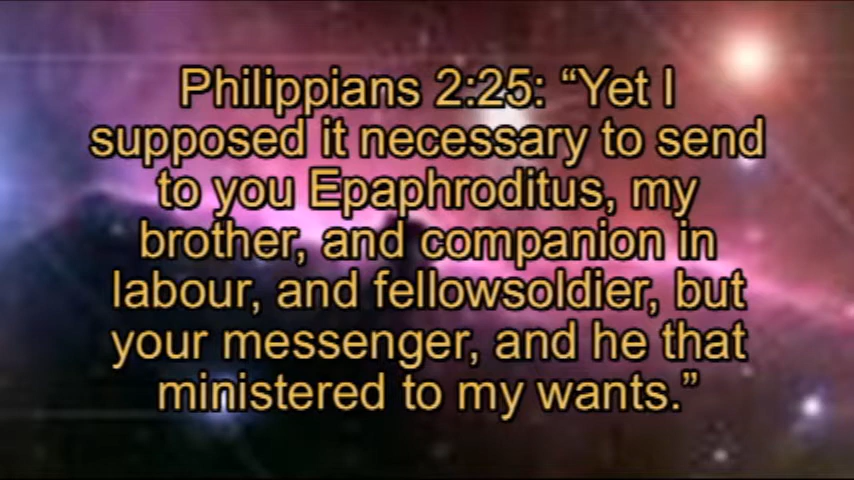 Philippians 2:25: “Yet I
supposed it necessary to send
to you Epaphroditus, my
brother, and companion in
labour, and fellowsoldier, but
your messenger, and he that
ministered to my wants.”